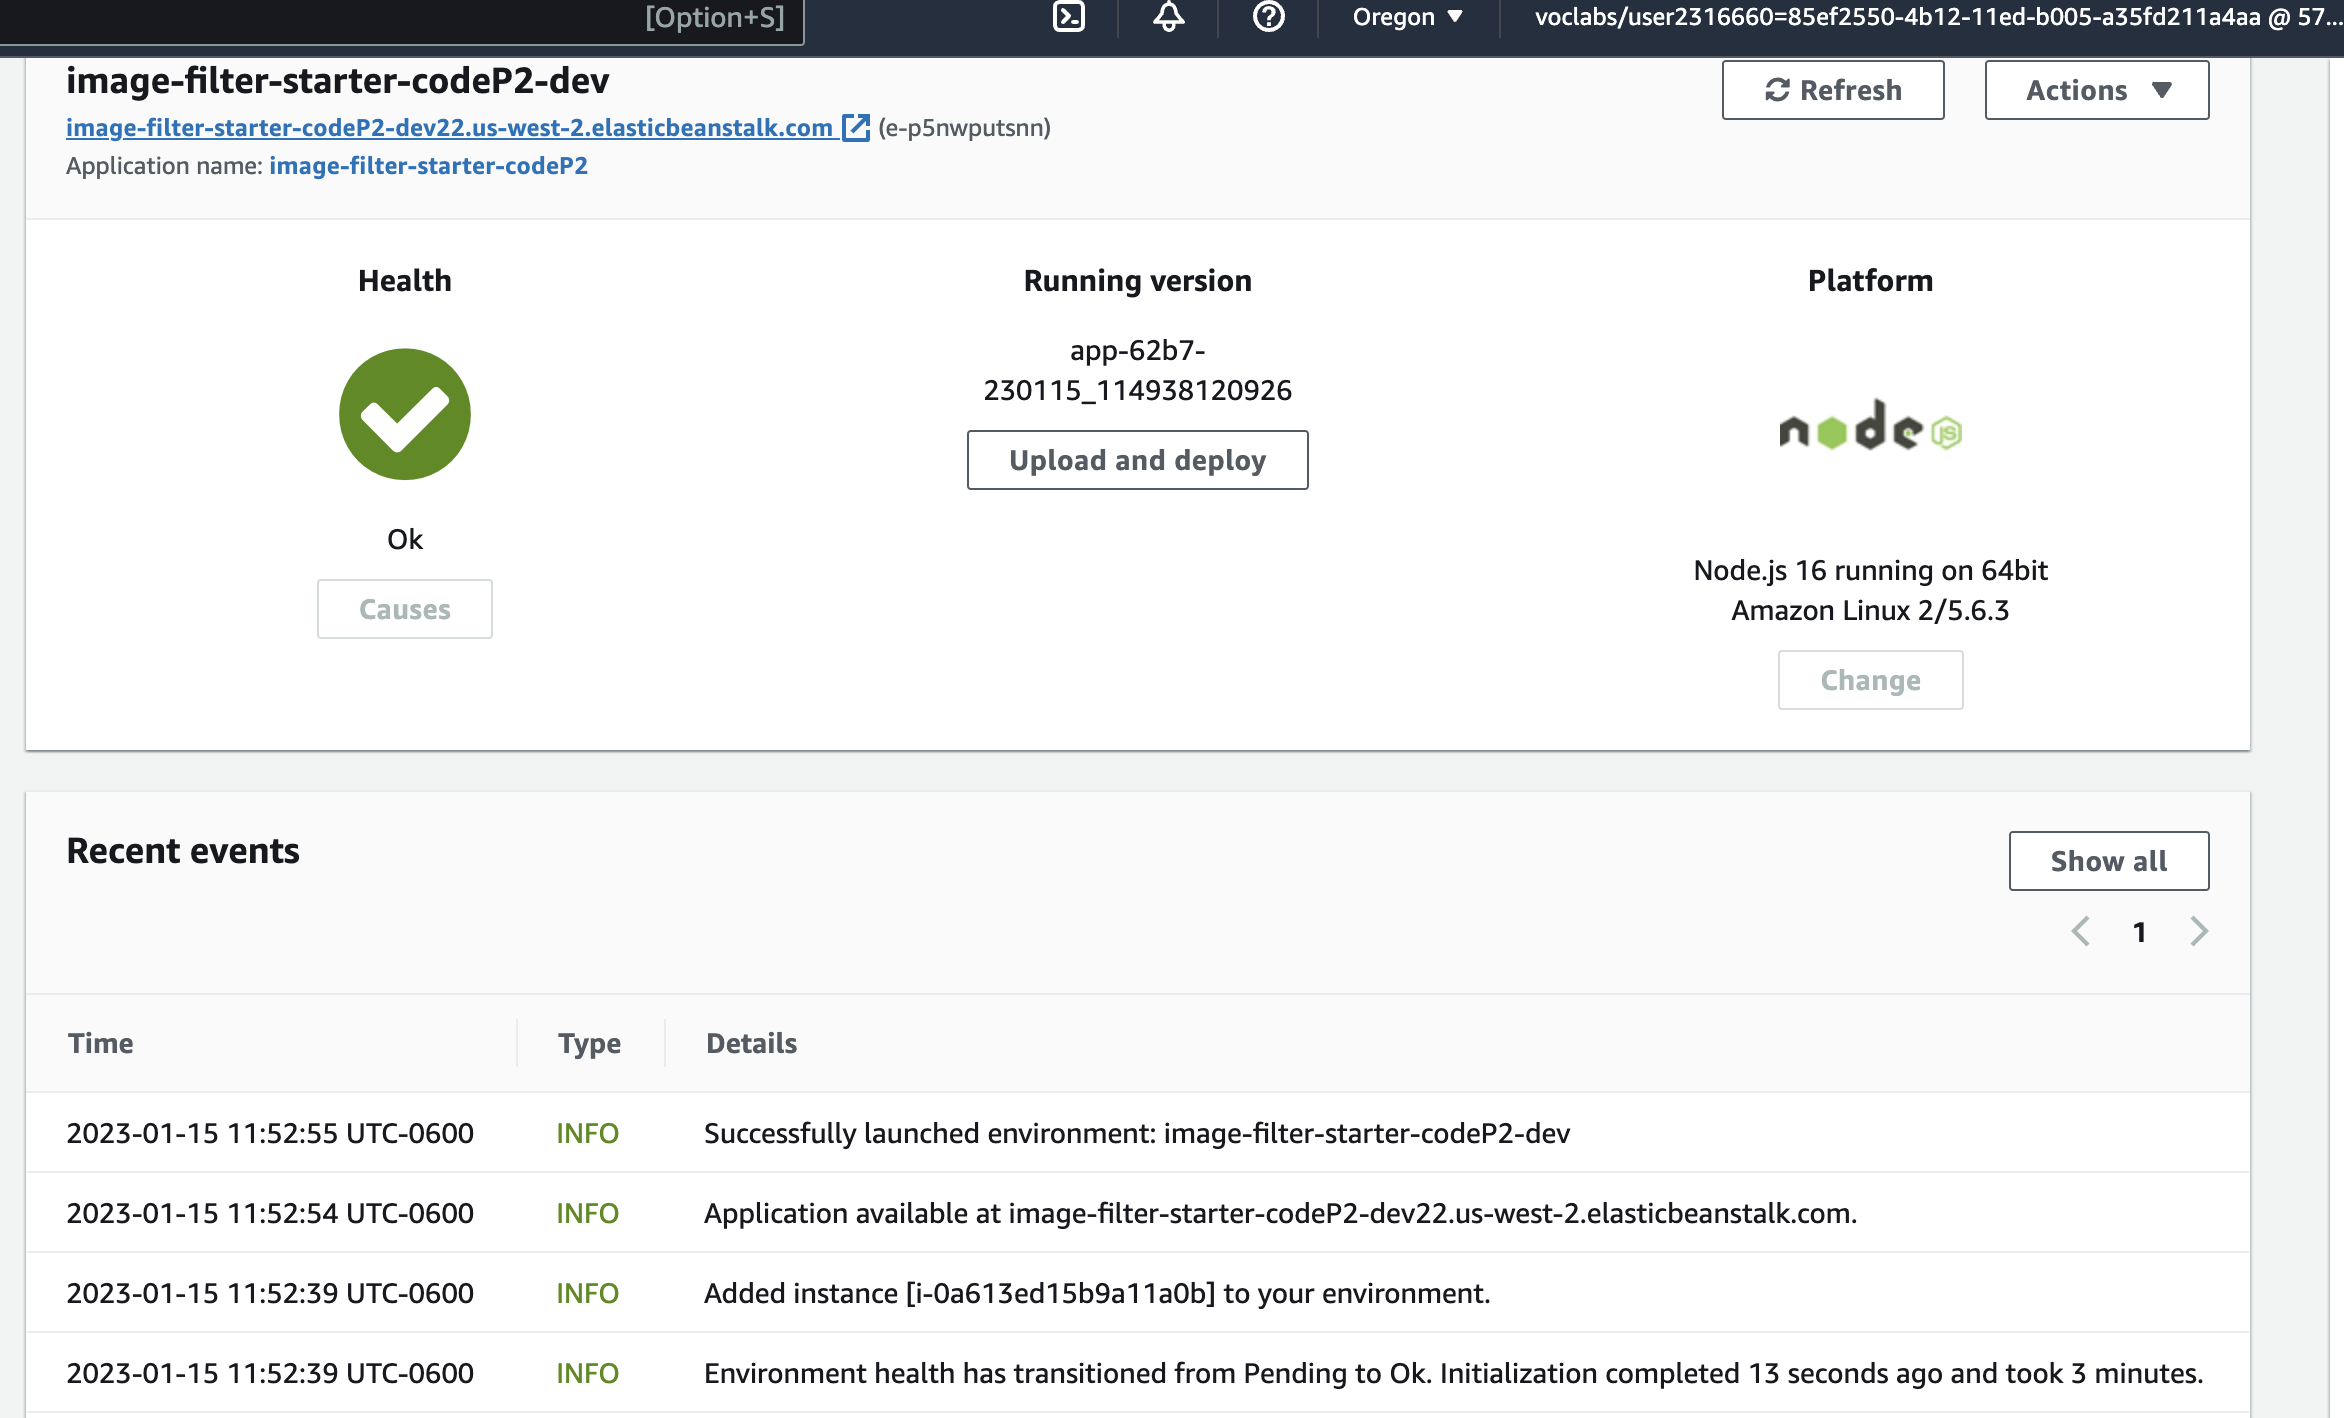 [Option+S]
Oregon
voclabs/user2316660=85ef2550-4b12-11ed-b005-a35fd211a4aa @ 57...
image-filter-starter-codeP2-dev
Refresh
Actions
image-filter-starter-codeP2-dev22.us-west-2.elasticbeanstalk.com (e-p5nwputsnn)
Application name: image-filter-starter-codeP2
Health
Running version
Platform
app-62b7-
230115_114938120926
Upload and deploy
node JS
Ok
Causes
Node.js 16 running on 64bit
Amazon Linux 2/5.6.3
Change
Recent events
Show all
1
Time Type Details
2023-01-15 11:52:55 UTC-0600 INFO Successfully launched environment: image-filter-starter-codeP2-dev
2023-01-15 11:52:54 UTC-0600 INFO Application available at image-filter-starter-codeP2-dev22.us-west-2.elasticbeanstalk.com.
2023-01-15 11:52:39 UTC-0600 INFO Added instance [i-0a613ed15b9a11a0b] to your environment.
2023-01-15 11:52:39 UTC-0600 INFO Environment health has transitioned from Pending to Ok. Initialization completed 13 seconds ago and took 3 minutes.